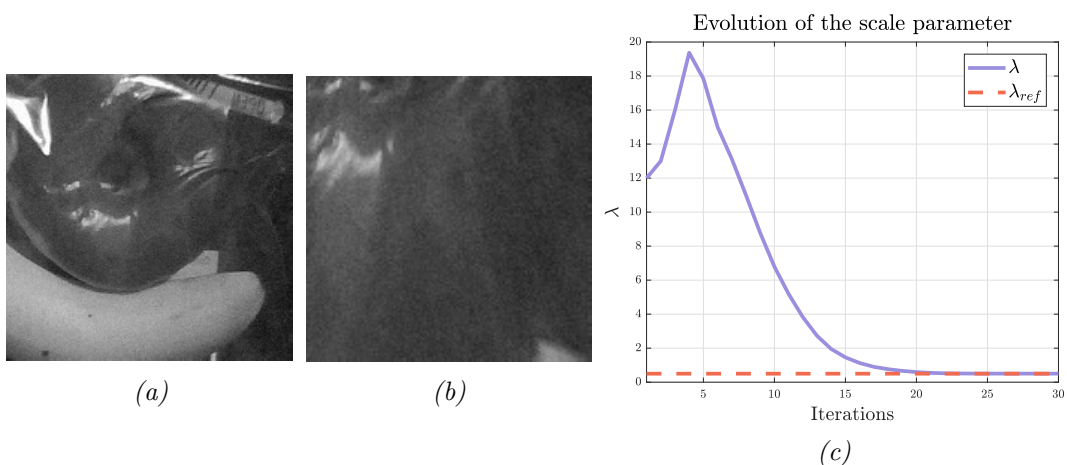 Evolution of the scale parameter
20
18
16
14
12
10
8
6
4
2
0
λ
λ
λref
5
10
15
20
25
30
Iterations
(a)
(b)
(c)